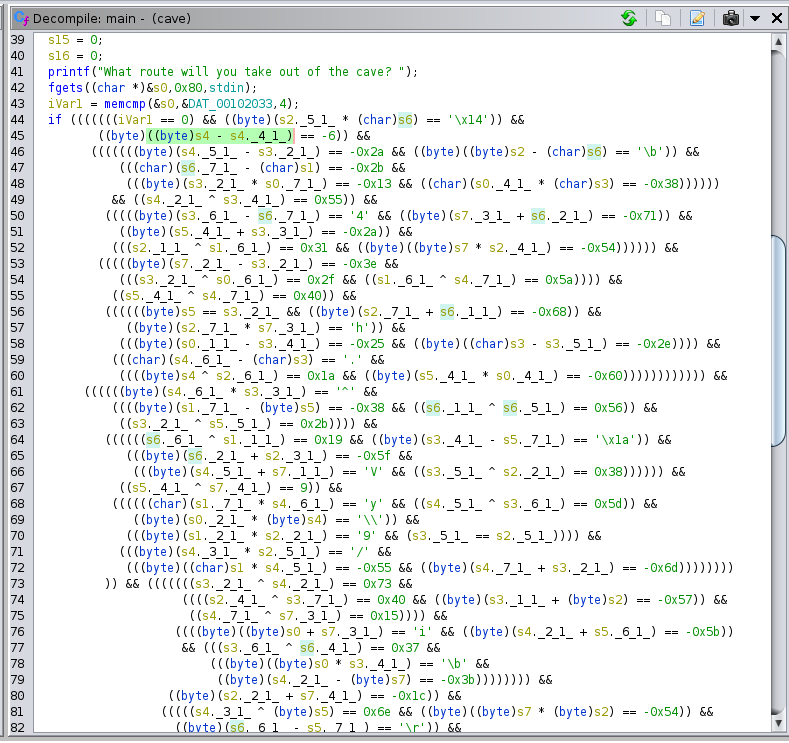 Decompile: main - (cave)
39 s15 = 0;
40 s16 = 0;
41 printf("What route will you take out of the cave? ");
42 fgets((char *)&s0,0x80,stdin);
43 iVar1 = memcmp(&s0,&DAT_00102033,4);
44 if (((((((iVar1 == 0) && ((byte)(s2._5_1_ * (char)s6) == '\x14')) &&
45 ((byte)((byte)s4 - s4._4_1_) == -6)) &&
46 (((((((byte)(s4._5_1_ - s3._2_1_) == -0x2a && ((byte)((byte)s2 - (char)s6) == '\b')) &&
47 (((char)(s6._7_1_ - (char)s1) == -0x2b &&
48 (((byte)(s3._2_1_ * s0._7_1_) == -0x13 && ((char)(s0._4_1_ * (char)s3) == -0x38))))))
49 && ((s4._2_1_ ^ s3._4_1_) == 0x55)) &&
50 (((((byte)(s3._6_1_ - s6._7_1_) == '4' && ((byte)(s7._3_1_ + s6._2_1_) == -0x71)) &&
51 ((byte)(s5._4_1_ + s3._3_1_) == -0x2a)) &&
52 (((s2._1_1_ ^ s1._6_1_) == 0x31 && ((byte)((byte)s7 * s2._4_1_) == -0x54)))))) &&
53 ((((((byte)(s7._2_1_ - s3._2_1_) == -0x3e &&
54 (((s3._2_1_ ^ s0._6_1_) == 0x2f && ((s1._6_1_ ^ s4._7_1_) == 0x5a)))) &&
55 ((s5._4_1_ ^ s4._7_1_) == 0x40)) &&
56 ((((((byte)s5 == s3._2_1_ && ((byte)(s2._7_1_ + s6._1_1_) == -0x68)) &&
57 ((byte)(s2._7_1_ * s7._3_1_) == 'h')) &&
58 (((byte)(s0._1_1_ - s3._4_1_) == -0x25 && ((byte)((char)s3 - s3._5_1_) == -0x2e)))) &&
59 (((char)(s4._6_1_ - (char)s3) == '.' &&
60 ((((byte)s4 ^ s2._6_1_) == 0x1a && ((byte)(s5._4_1_ * s0._4_1_) == -0x60)))))))))))) &&
61 ((((((byte)(s4._6_1_ * s3._3_1_) == '^' &&
62 ((((byte)(s1._7_1_ - (byte)s5) == -0x38 && ((s6._1_1_ ^ s6._5_1_) == 0x56)) &&
63 ((s3._2_1_ ^ s5._5_1_) == 0x2b)))) &&
64 ((((((s6._6_1_ ^ s1._1_1_) == 0x19 && ((byte)(s3._4_1_ - s5._7_1_) == '\x1a')) &&
65 (((byte)(s6._2_1_ + s2._3_1_) == -0x5f &&
66 (((byte)(s4._5_1_ + s7._1_1_) == 'V' && ((s3._5_1_ ^ s2._2_1_) == 0x38)))))) &&
67 ((s5._4_1_ ^ s7._4_1_) == 9)) &&
68 ((((((char)(s1._7_1_ * s4._6_1_) == 'y' && ((s4._5_1_ ^ s3._6_1_) == 0x5d)) &&
69 ((byte)(s0._2_1_ * (byte)s4) == '\\')) &&
70 (((byte)(s1._2_1_ * s2._2_1_) == '9' && (s3._5_1_ == s2._5_1_)))) &&
71 (((byte)(s4._3_1_ * s2._5_1_) == '/' &&
72 (((byte)((char)s1 * s4._5_1_) == -0x55 && ((byte)(s4._7_1_ + s3._2_1_) == -0x6d))))))))
73 )) && (((((((s3._2_1_ ^ s4._2_1_) == 0x73 &&
74 ((((s2._4_1_ ^ s3._7_1_) == 0x40 && ((byte)(s3._1_1_ + (byte)s2) == -0x57)) &&
75 ((s4._7_1_ ^ s7._3_1_) == 0x15)))) &&
76 ((((byte)((byte)s0 + s7._3_1_) == 'i' && ((byte)(s4._2_1_ + s5._6_1_) == -0x5b))
77 && (((s3._6_1_ ^ s6._4_1_) == 0x37 &&
78 (((byte)((byte)s0 * s3._4_1_) == '\b' &&
79 ((byte)(s4._2_1_ - (byte)s7) == -0x3b)))))))) &&
80 ((byte)(s2._2_1_ + s7._4_1_) == -0x1c)) &&
81 (((((s4._3_1_ ^ (byte)s5) == 0x6e && ((byte)((byte)s7 * (byte)s2) == -0x54)) &&
82 ((byte)(s6._6_1_ - s5._7_1_) == '\r')) &&